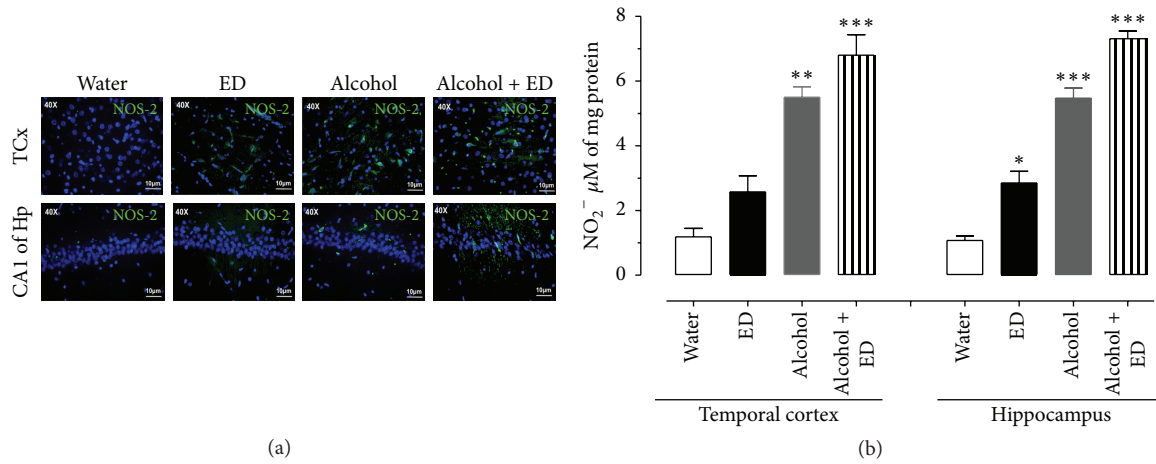 Water ED Alcohol Alcohol + ED
TCx
40X NOS-2 10μm
40X NOS-2 10μm
40X NOS-2 10μm
40X NOS-2 10μm
CA1 of Hp
40X NOS-2 10μm
40X NOS-2 10μm
40X NOS-2 10μm
40X NOS-2 10μm
(a)
NO₂⁻ μM of mg protein
8
6
4
2
0
** *** * *** ***
Water
ED
Alcohol
Alcohol +
ED
Water
ED
Alcohol
Alcohol +
ED
Temporal cortex Hippocampus
(b)